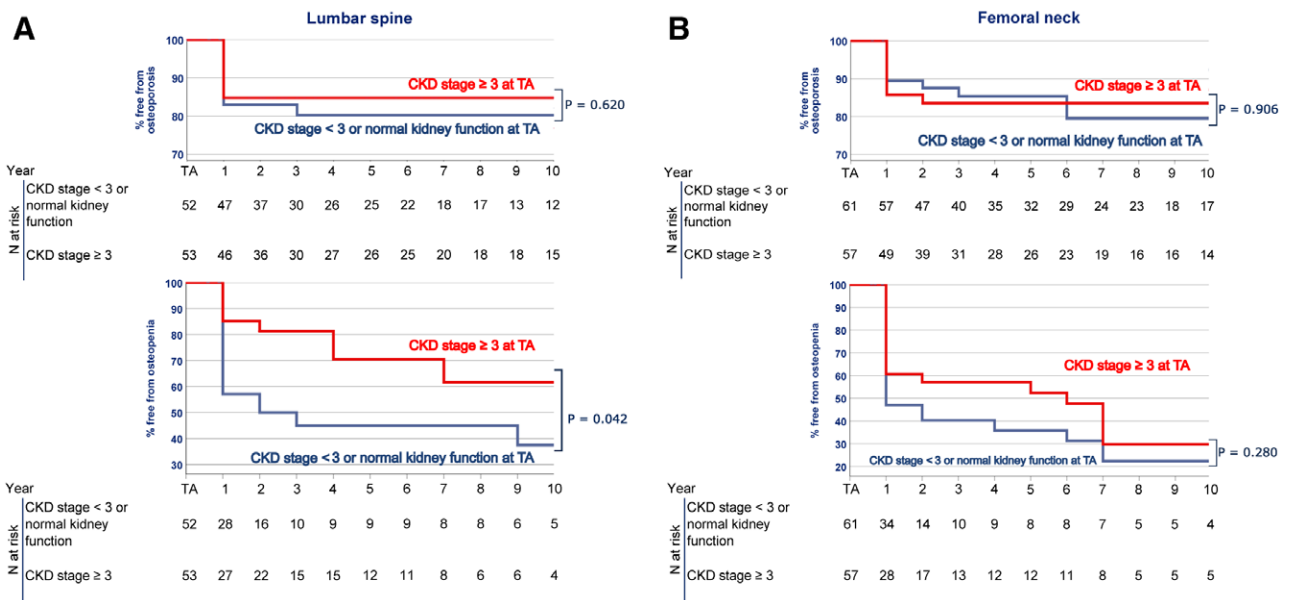 A
Lumbar spine
% free from
osteoporosis
100
90
80
70
CKD stage ≥ 3 at TA
CKD stage < 3 or normal kidney function at TA
P = 0.620
Year TA 1 2 3 4 5 6 7 8 9 10
N at risk
CKD stage < 3 or
normal kidney 52 47 37 30 26 25 22 18 17 13 12
function
CKD stage ≥ 3 53 46 36 30 27 26 25 20 18 18 15
% free from osteopenia
100
90
80
70
60
50
40
30
CKD stage ≥ 3 at TA
CKD stage < 3 or normal kidney function at TA
P = 0.042
Year TA 1 2 3 4 5 6 7 8 9 10
N at risk
CKD stage < 3 or
normal kidney 52 28 16 10 9 9 9 8 8 6 5
function
CKD stage ≥ 3 53 27 22 15 15 12 11 8 6 6 4
B
Femoral neck
% free from
osteoporosis
100
90
80
70
CKD stage ≥ 3 at TA
CKD stage < 3 or normal kidney function at TA
P = 0.906
Year TA 1 2 3 4 5 6 7 8 9 10
N at risk
CKD stage < 3 or
normal kidney 61 57 47 40 35 32 29 24 23 18 17
function
CKD stage ≥ 3 57 49 39 31 28 26 23 19 16 16 14
% free from osteopenia
100
90
80
70
60
50
40
30
20
CKD stage ≥ 3 at TA
CKD stage < 3 or normal kidney function at TA
P = 0.280
Year TA 1 2 3 4 5 6 7 8 9 10
N at risk
CKD stage < 3 or
normal kidney 61 34 14 10 9 8 8 7 5 5 4
function
CKD stage ≥ 3 57 28 17 13 12 12 11 8 5 5 5